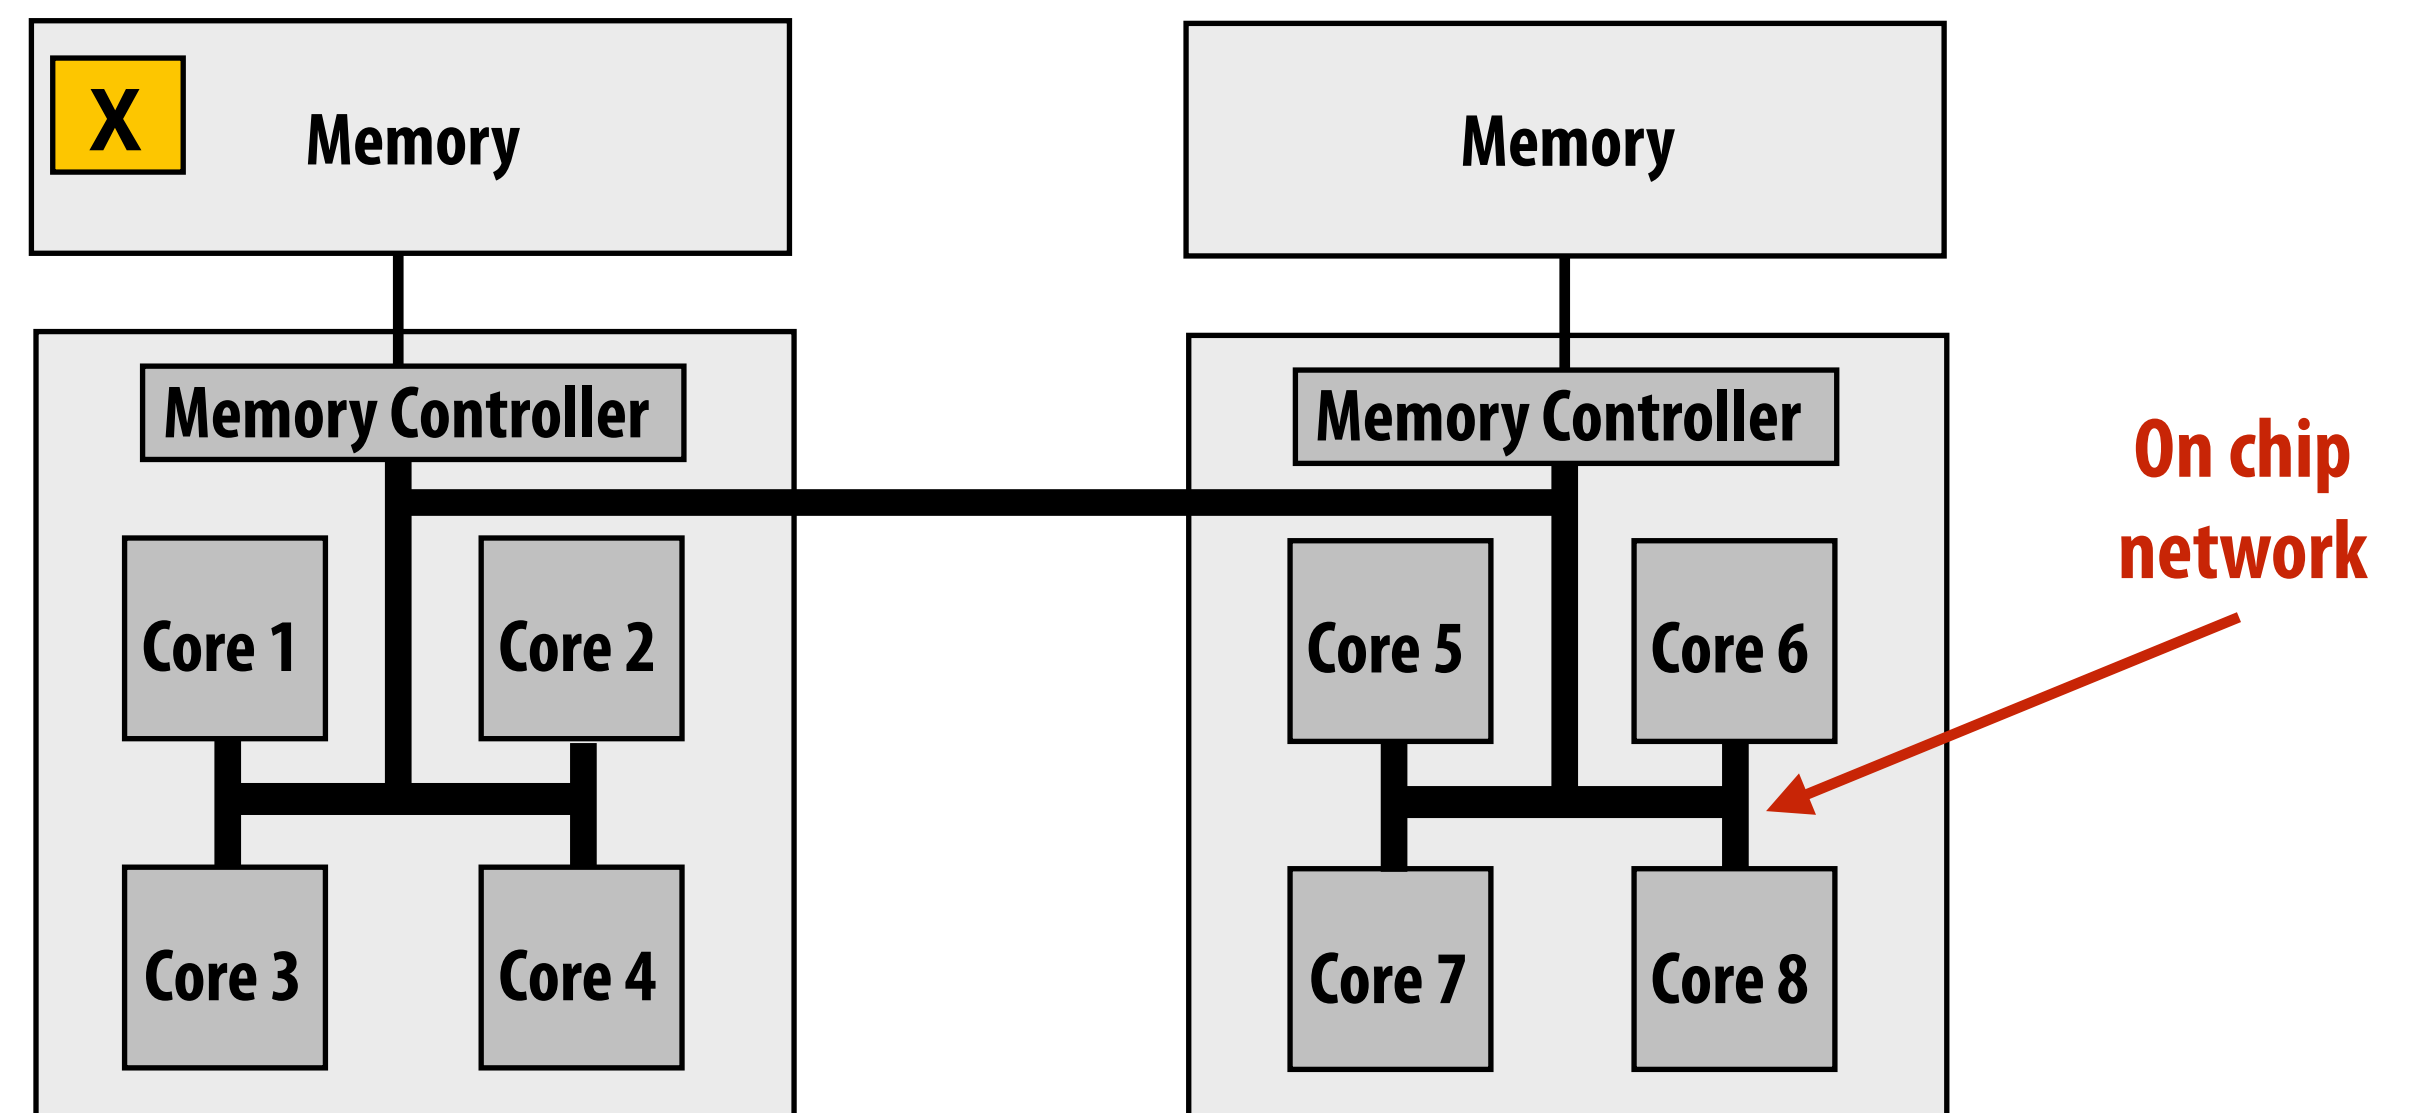 X
Memory
Memory
Memory Controller
Memory Controller
On chip
network
Core 1
Core 2
Core 5
Core 6
Core 3
Core 4
Core 7
Core 8